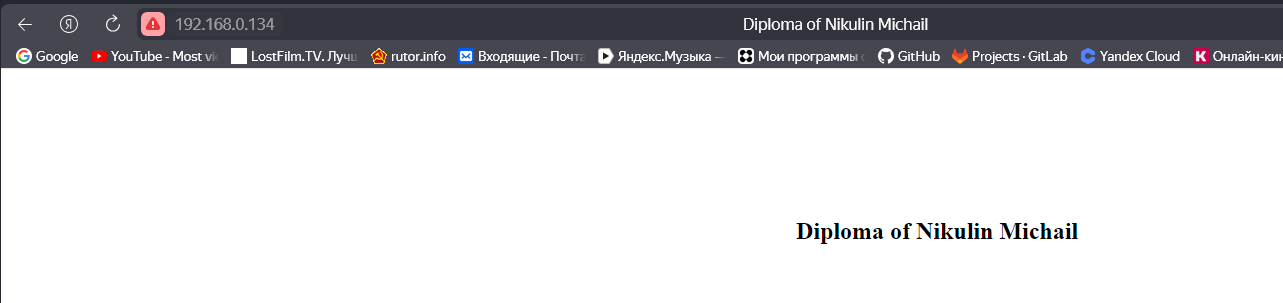 192.168.0.134 Diploma of Nikulin Michail
Google YouTube - Most vi LostFilm.TV. Луч rutor.info Входящие - Почта Яндекс.Музыка — Мои программы GitHub Projects · GitLab Yandex Cloud Онлайн-кин
Diploma of Nikulin Michail